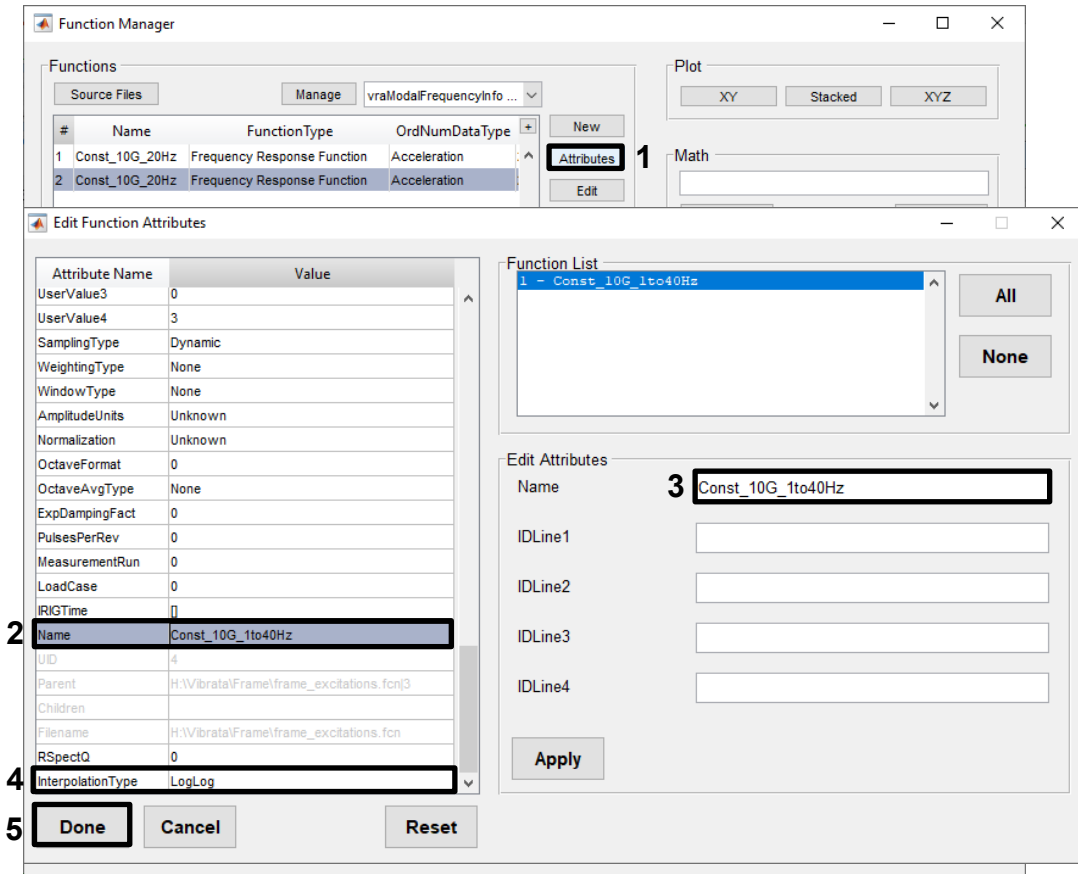 Function Manager
Functions
Source Files
Manage
vraModalFrequencyInfo ...
# Name FunctionType OrdNumDataType +
1 Const_10G_20Hz Frequency Response Function Acceleration
2 Const_10G_20Hz Frequency Response Function Acceleration
New
Attributes
1
Edit
Plot
XY
Stacked
XYZ
Math
Edit Function Attributes
Attribute Name Value
UserValue3 0
UserValue4 3
SamplingType Dynamic
WeightingType None
WindowType None
AmplitudeUnits Unknown
Normalization Unknown
OctaveFormat 0
OctaveAvgType None
ExpDampingFact 0
PulsesPerRev 0
MeasurementRun 0
LoadCase 0
IRIGTime []
2 Name Const_10G_1to40Hz
UID 4
Parent H:\Vibrata\Frame\frame_excitations.fcn|3
Children
Filename H:\Vibrata\Frame\frame_excitations.fcn
RSpectQ 0
4 InterpolationType LogLog
5 Done
Cancel
Reset
Function List
1 - Const_10G_1to40Hz
All
None
Edit Attributes
Name 3 Const_10G_1to40Hz
IDLine1
IDLine2
IDLine3
IDLine4
Apply